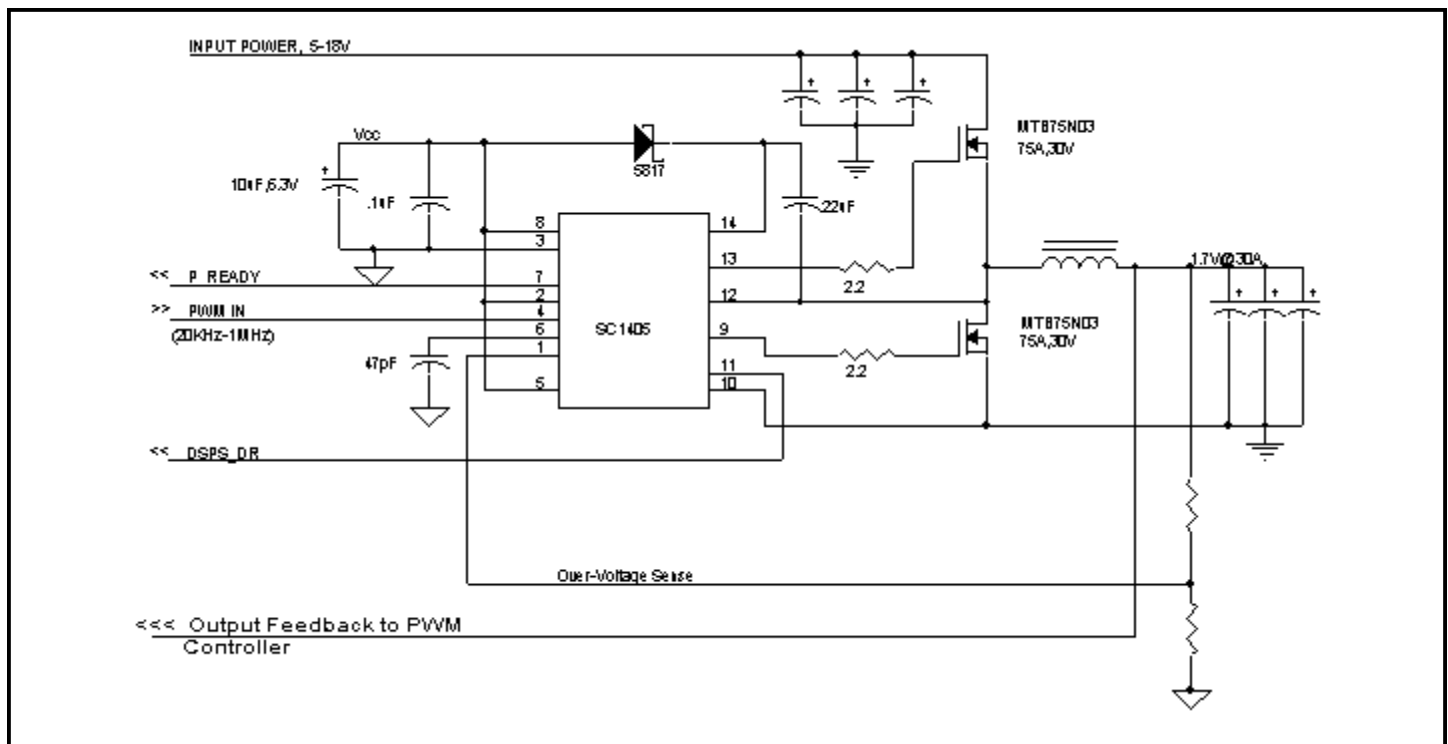 INPUT POWER, 5-18V
Vcc
10uF,6.3V
.1uF
5817
.22uF
MTB75N03
75A,30V
8
3
7
2
4
6
1
5
14
13
12
9
11
10
SC1405
2.2
2.2
<< P_READY
>> PWM IN
(20KHz-1MHz)
47pF
<< DSPS_DR
1.7V@30A
MTB75N03
75A,30V
+
+
+
+
+
+
+
Over-Voltage Sense
<<< Output Feedback to PWM
Controller